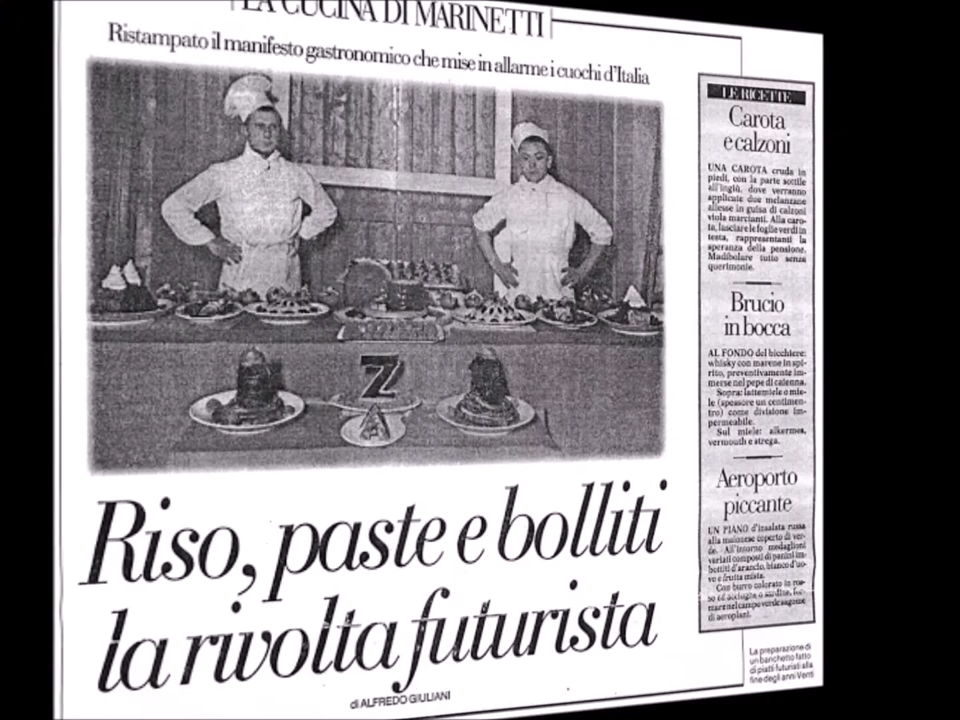 LA CUCINA DI MARINETTI
Ristampato il manifesto gastronomico che mise in allarme i cuochi d'Italia
Z
A
Riso, paste e bolliti
la rivolta futurista
di ALFREDO GIULIANI
LE RICETTE
Carota
e calzoni
UNA CAROTA cruda in
piedi, con la parte sottile
all'ingiù, dove verranno
applicate due melanzane
allesse in guisa di calzoni
viola marcianti. Alla caro-
ta, lasciare le foglie verdi in
testa, rappresentanti la
speranza della pensione.
Madibolare tutto senza
querimonie.
Brucio
in bocca
AL FONDO del bicchiere:
whisky con marene in spi-
rito, preventivamente im-
merse nel pepe di caienna.
Sopra: lattemiele o mie-
le (spessore un centimen-
tro) come divisione im-
permeabile.
Sul miele: alkermes,
vermouth e strega.
Aeroporto
piccante
UN PIANO d'insalata russa
alla maionese coperto di ver-
de. All'intorno medaglioni
variati composti di panini im-
bottiti d'arancio, bianco d'uo-
vo e frutta mista.
Con burro colorato in ros-
so ed acciughe o sardine, for-
mare nel campo verde sagome
di aeroplani.
La preparazione di
un banchetto fatto
di piatti futuristi alla
fine degli anni Venti